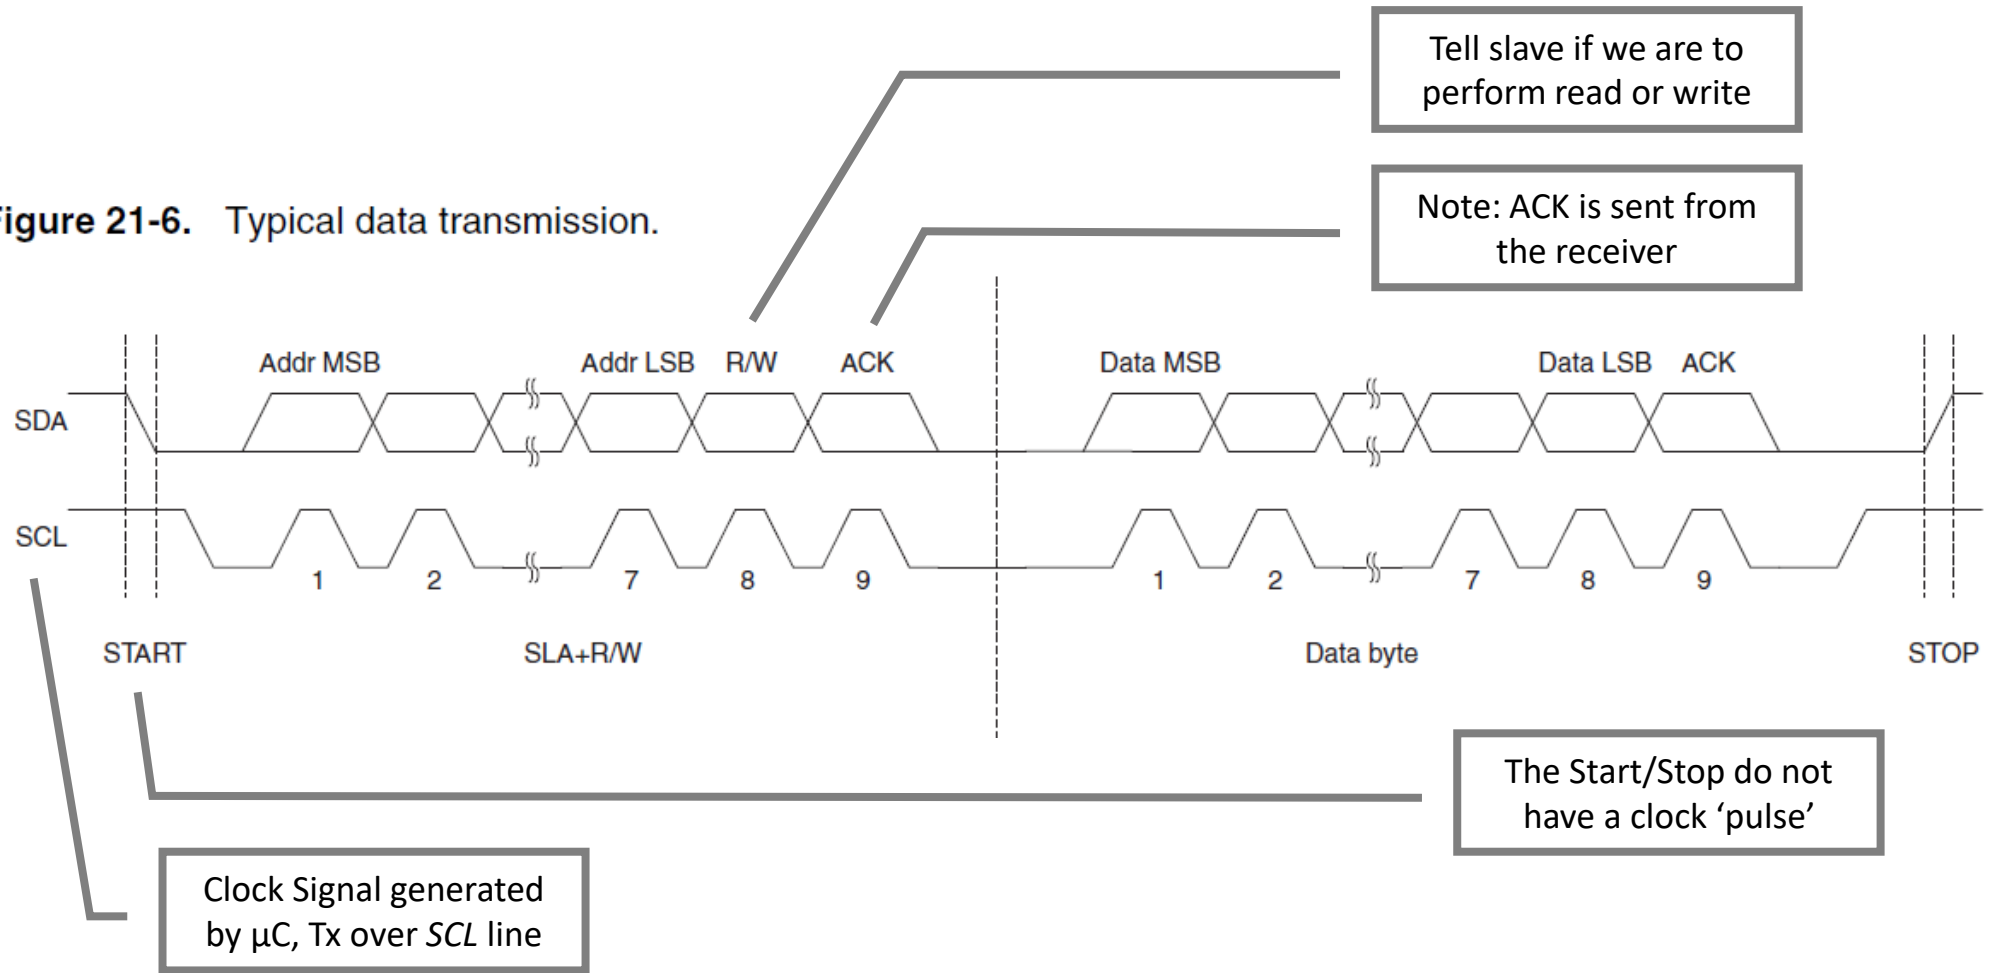 Tell slave if we are to
perform read or write
Note: ACK is sent from
the receiver
igure 21-6. Typical data transmission.
Addr MSB Addr LSB R/W ACK Data MSB Data LSB ACK
SDA
SCL
1 2 7 8 9 1 2 7 8 9
START SLA+R/W Data byte STOP
The Start/Stop do not
have a clock ‘pulse’
Clock Signal generated
by µC, Tx over SCL line